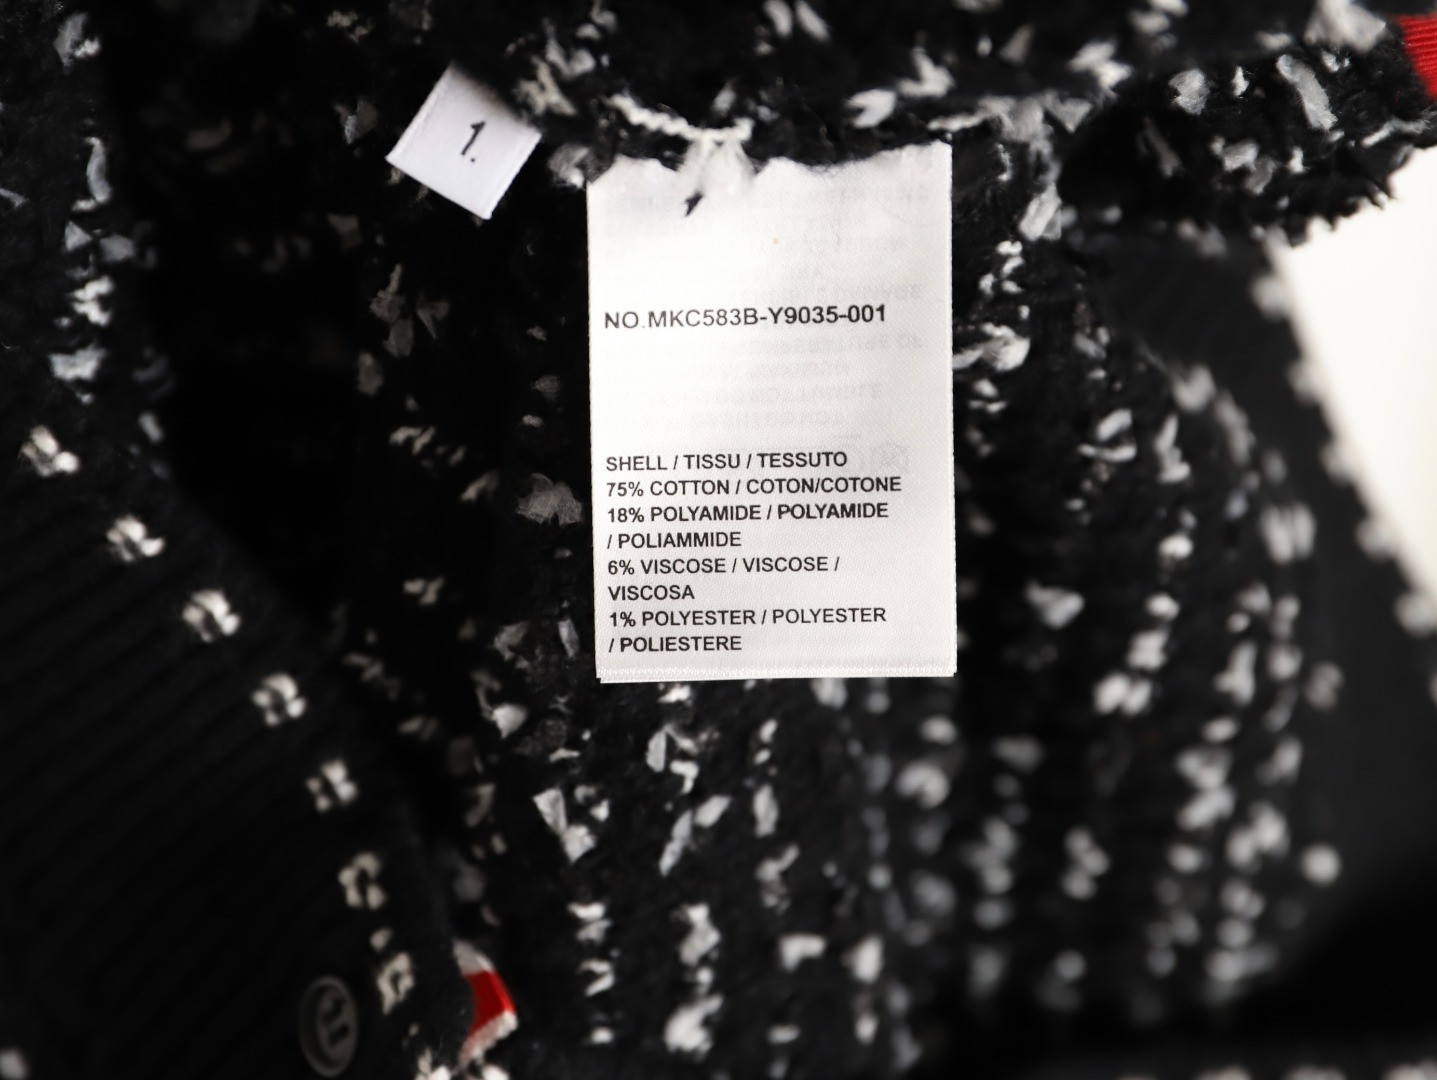 1.
NO.MKC583B-Y9035-001
SHELL / TISSU / TESSUTO
75% COTTON / COTON/COTONE
18% POLYAMIDE / POLYAMIDE
/ POLIAMMIDE
6% VISCOSE / VISCOSE /
VISCOSA
1% POLYESTER / POLYESTER
/ POLIESTERE